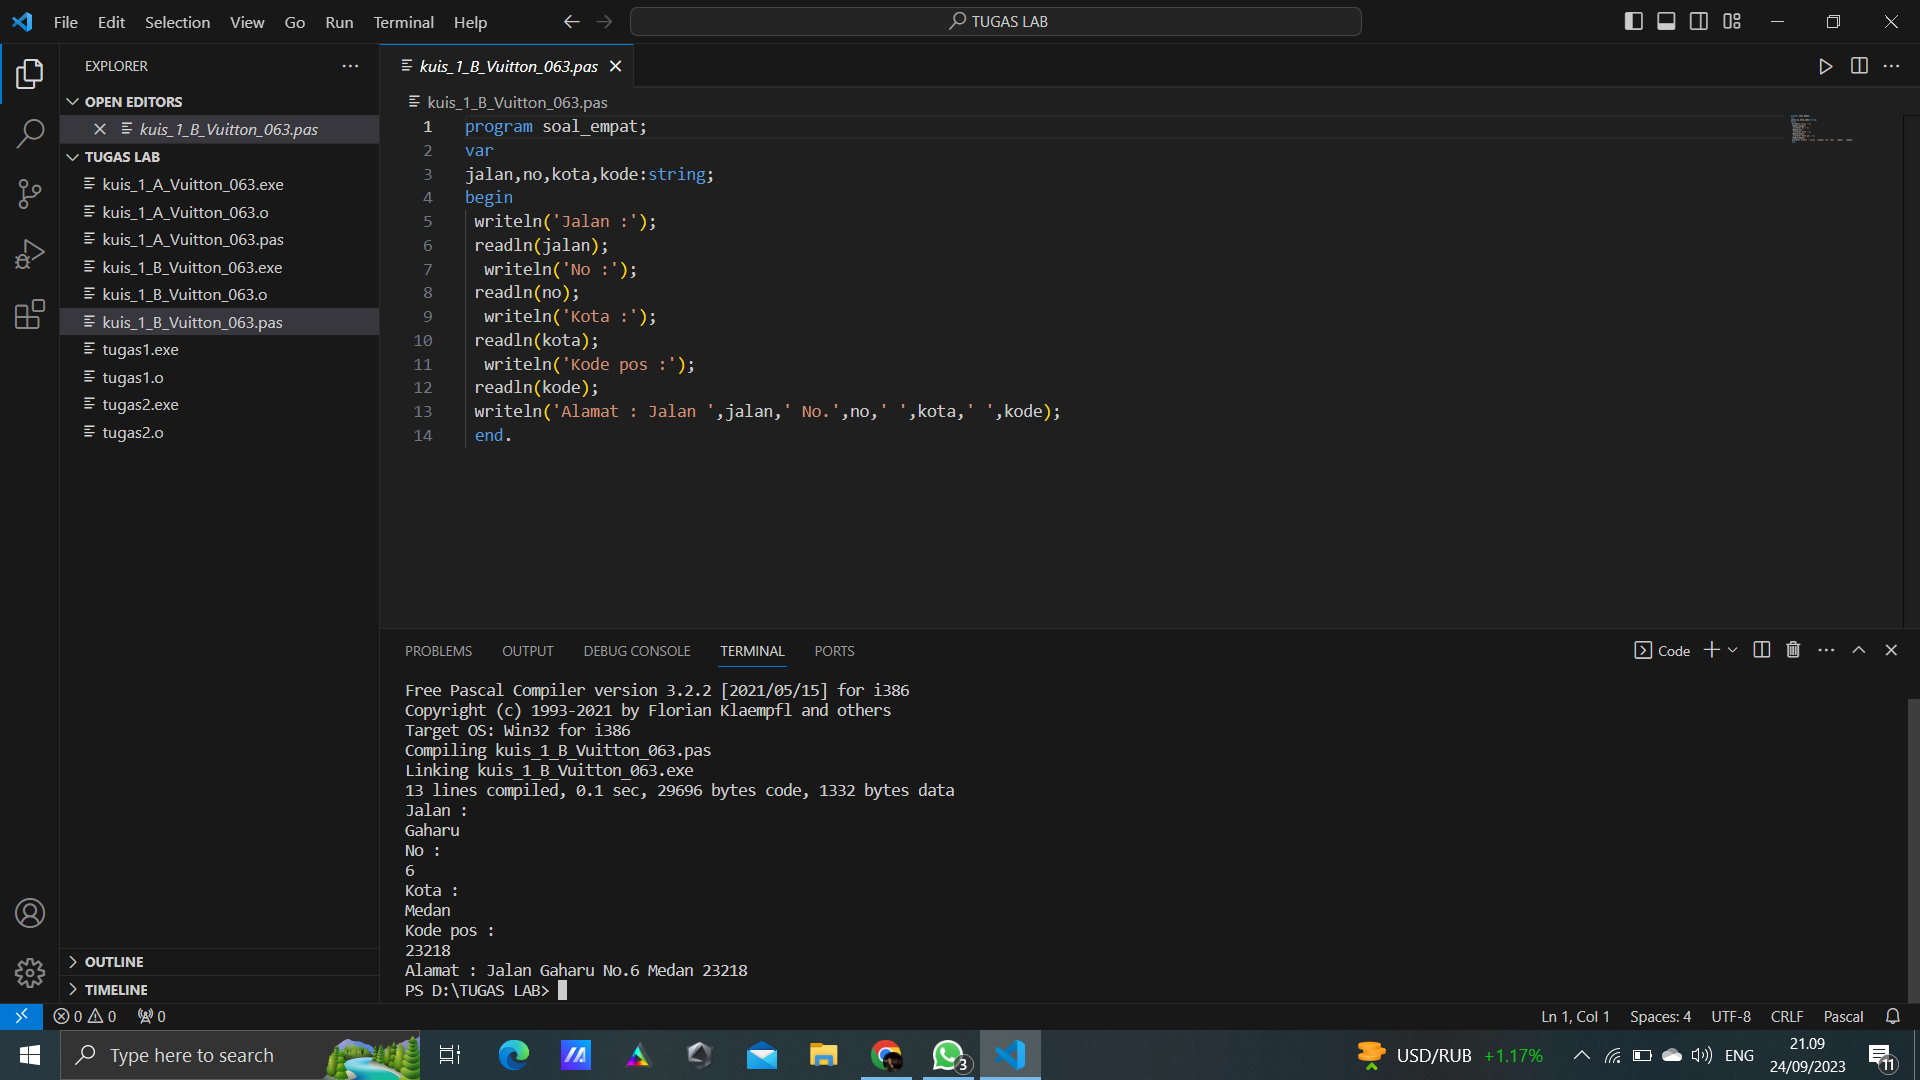 File Edit Selection View Go Run Terminal Help
TUGAS LAB
EXPLORER
OPEN EDITORS
kuis_1_B_Vuitton_063.pas
TUGAS LAB
kuis_1_A_Vuitton_063.exe
kuis_1_A_Vuitton_063.o
kuis_1_A_Vuitton_063.pas
kuis_1_B_Vuitton_063.exe
kuis_1_B_Vuitton_063.o
kuis_1_B_Vuitton_063.pas
tugas1.exe
tugas1.o
tugas2.exe
tugas2.o
OUTLINE
TIMELINE
kuis_1_B_Vuitton_063.pas
kuis_1_B_Vuitton_063.pas
1 program soal_empat;
2 var
3 jalan,no,kota,kode:string;
4 begin
5 writeln('Jalan :');
6 readln(jalan);
7 writeln('No :');
8 readln(no);
9 writeln('Kota :');
10 readln(kota);
11 writeln('Kode pos :');
12 readln(kode);
13 writeln('Alamat : Jalan ',jalan,' No.',no,' ',kota,' ',kode);
14 end.
PROBLEMS OUTPUT DEBUG CONSOLE TERMINAL PORTS
Code
Free Pascal Compiler version 3.2.2 [2021/05/15] for i386
Copyright (c) 1993-2021 by Florian Klaempfl and others
Target OS: Win32 for i386
Compiling kuis_1_B_Vuitton_063.pas
Linking kuis_1_B_Vuitton_063.exe
13 lines compiled, 0.1 sec, 29696 bytes code, 1332 bytes data
Jalan :
Gaharu
No :
6
Kota :
Medan
Kode pos :
23218
Alamat : Jalan Gaharu No.6 Medan 23218
PS D:\TUGAS LAB>
0 0 0
Ln 1, Col 1 Spaces: 4 UTF-8 CRLF Pascal
Type here to search
3
USD/RUB +1.17%
ENG
21.09
24/09/2023
11